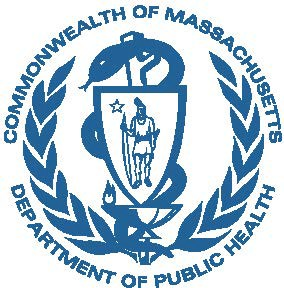 COMMONWEALTH OF MASSACHUSETTS
DEPARTMENT OF PUBLIC HEALTH